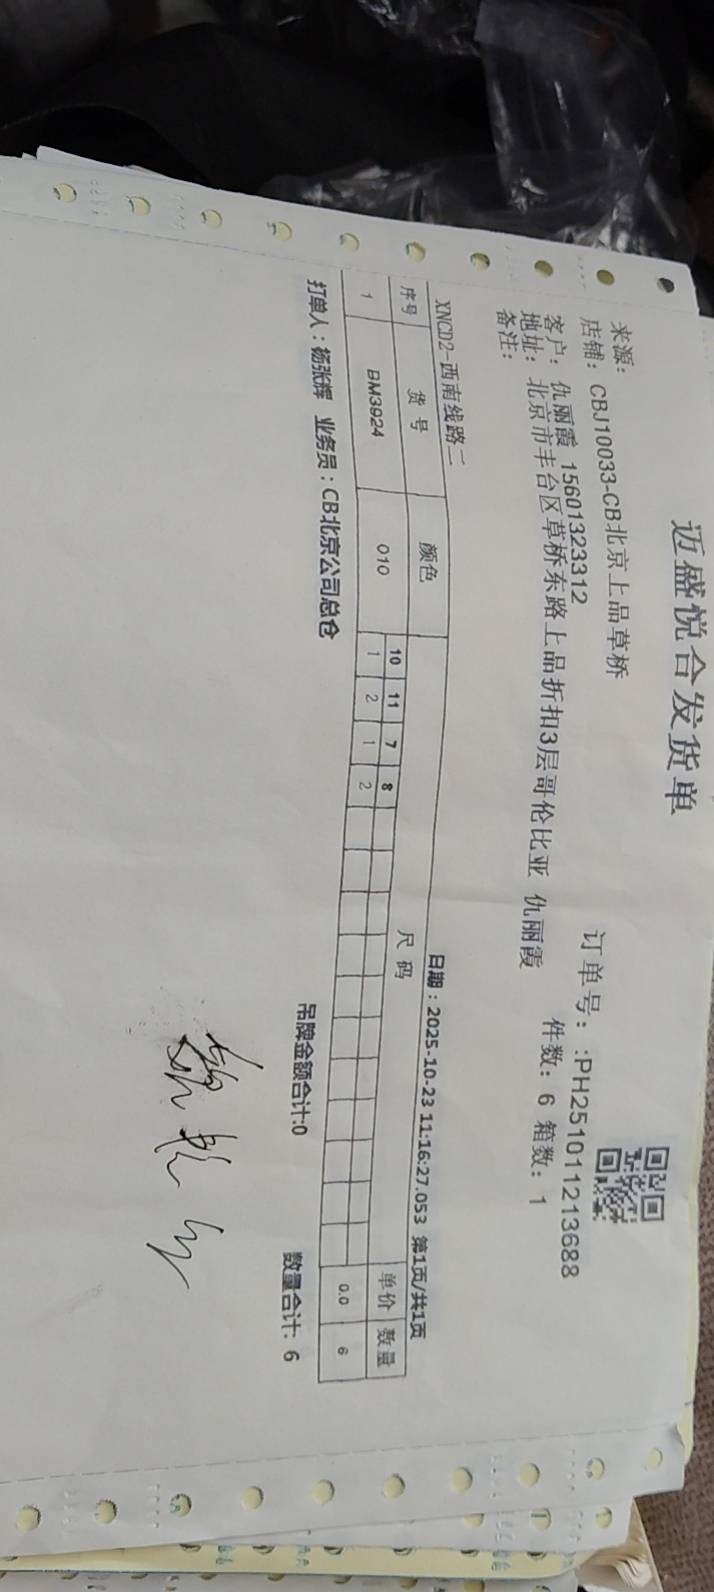 迈盛悦合发货单
来源：
店铺：CBJ10033-CB北京上品草桥 订单号：:PH251011213688
客户：仇丽霞 15601323312 件数：6 箱数：1
地址：北京市丰台区草桥东路上品折扣3层哥伦比亚 仇丽霞
备注：
XNCD2-西南线路二 日期：2025-10-23 11:16:27.053 第1页/共1页
序号 货号 颜色 尺码 单价 数量
10 11 7 8
1 BM3924 010 1 2 1 2 0.0 6
打单人：杨张辉 业务员：CB北京公司总仓 吊牌金额合计:0 数量合计: 6